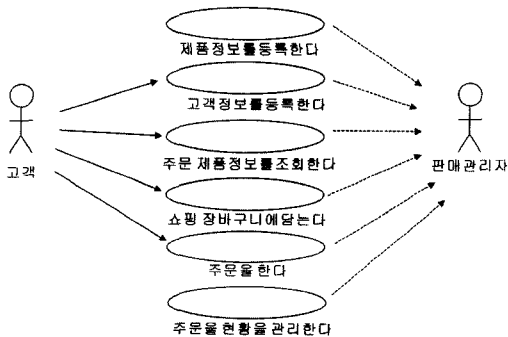 제품정보를등록한다
고객정보를등록한다
고객
주문 제품정보를조회한다
판매관리자
쇼핑 장바구니에담는다
주문을한다
주문을현황을관리한다